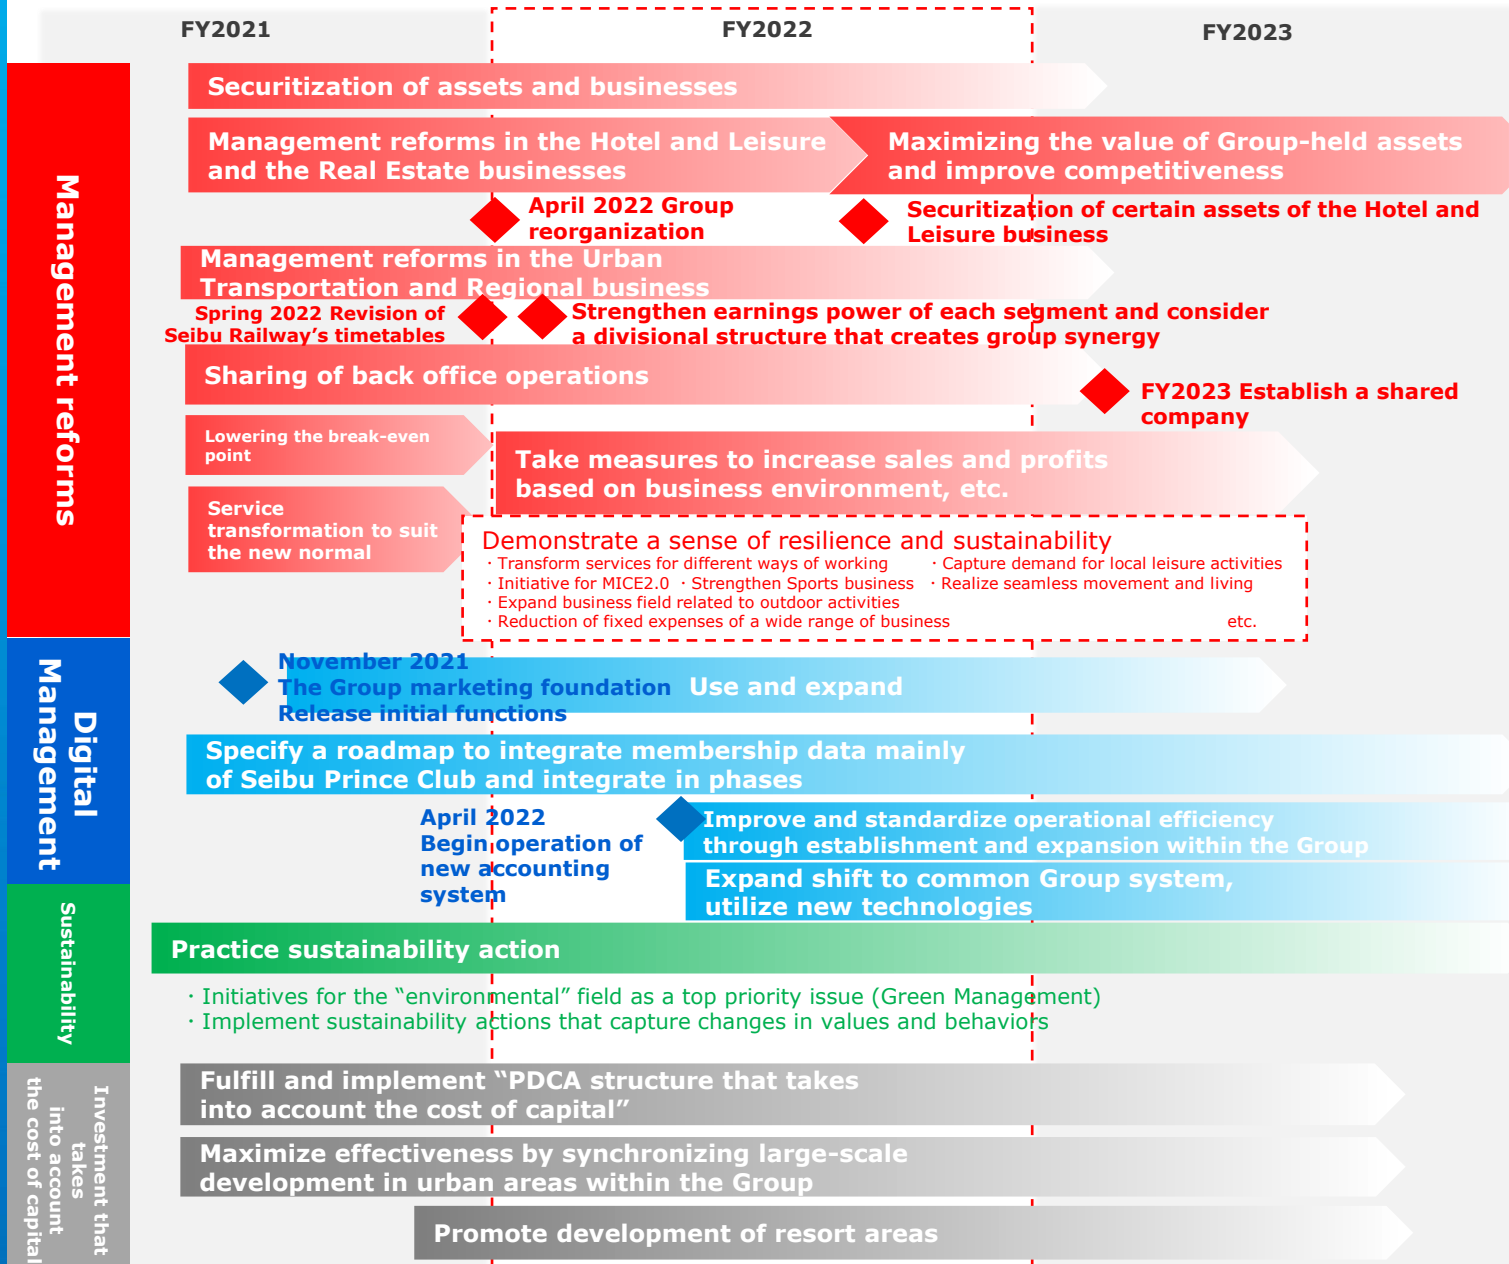 FY2021
FY2022
FY2023
Management reforms
Securitization of assets and businesses
Management reforms in the Hotel and Leisure
and the Real Estate businesses
Maximizing the value of Group-held assets
and improve competitiveness
April 2022 Group
reorganization
Securitization of certain assets of the Hotel and
Leisure business
Management reforms in the Urban
Transportation and Regional business
Spring 2022 Revision of
Seibu Railway's timetables
Strengthen earnings power of each segment and consider
a divisional structure that creates group synergy
Sharing of back office operations
FY2023 Establish a shared
company
Lowering the break-even
point
Take measures to increase sales and profits
based on business environment, etc.
Service
transformation to suit
the new normal
Demonstrate a sense of resilience and sustainability
・Transform services for different ways of working ・Capture demand for local leisure activities
・Initiative for MICE2.0 ・Strengthen Sports business ・Realize seamless movement and living
・Expand business field related to outdoor activities
・Reduction of fixed expenses of a wide range of business etc.
Digital
Management
November 2021
The Group marketing foundation
Release initial functions
Use and expand
Specify a roadmap to integrate membership data mainly
of Seibu Prince Club and integrate in phases
April 2022
Begin operation of
new accounting
system
Improve and standardize operational efficiency
through establishment and expansion within the Group
Expand shift to common Group system,
utilize new technologies
Sustainability
Practice sustainability action
・Initiatives for the “environmental” field as a top priority issue (Green Management)
・Implement sustainability actions that capture changes in values and behaviors
Investment that
takes
into account
the cost of capital
Fulfill and implement “PDCA structure that takes
into account the cost of capital”
Maximize effectiveness by synchronizing large-scale
development in urban areas within the Group
Promote development of resort areas